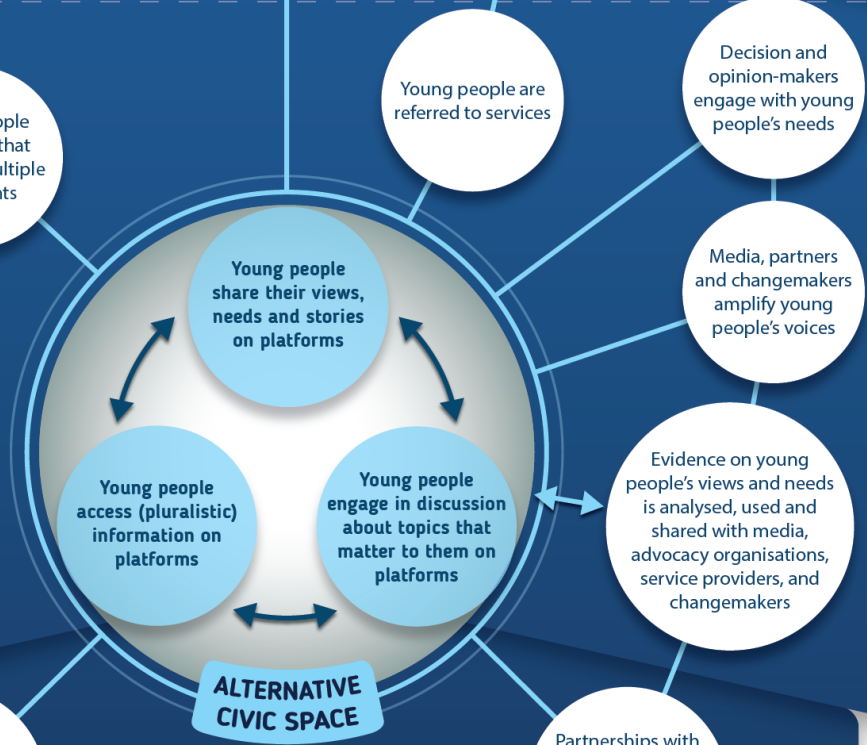 Young people are
referred to services
Decision and
opinion-makers
engage with young
people's needs
that
Media, partners
and changemakers
amplify young
people's voices
Young people
share their views,
needs and stories
on platforms
Young people
access (pluralistic)
information on
platforms
Young people
engage in discussion
about topics that
matter to them on
platforms
Evidence on young
people's views and needs
is analysed, used and
shared with media,
advocacy organisations,
service providers, and
changemakers
ALTERNATIVE
CIVIC SPACE
Partnerships with